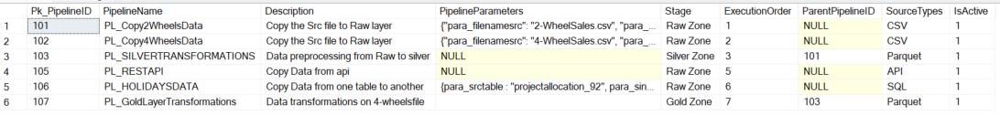 Pk_PipelineID PipelineName Description PipelineParameters Stage ExecutionOrder ParentPipelineID SourceTypes IsActive
1 101 PL_Copy2WheelsData Copy the Src file to Raw layer {"para_filenamesrc": "2-WheelSales.csv", "para_... Raw Zone 1 NULL CSV 1
2 102 PL_Copy4WheelsData Copy the Src file to Raw layer {"para_filenamesrc": "4-WheelSales.csv", "para_... Raw Zone 2 NULL CSV 1
3 103 PL_SILVERTRANSFORMATIONS Data preprocessing from Raw to silver NULL Silver Zone 3 101 Parquet 1
4 105 PL_RESTAPI Copy Data from api NULL Raw Zone 5 NULL API 1
5 106 PL_HOLIDAYSDATA Copy Data from one table to another {para_srctable : "projectallocation_92", para_sin... Raw Zone 6 NULL SQL 1
6 107 PL_GoldLayerTransformations Data transformations on 4-wheelsfile Gold Zone 7 103 Parquet 1